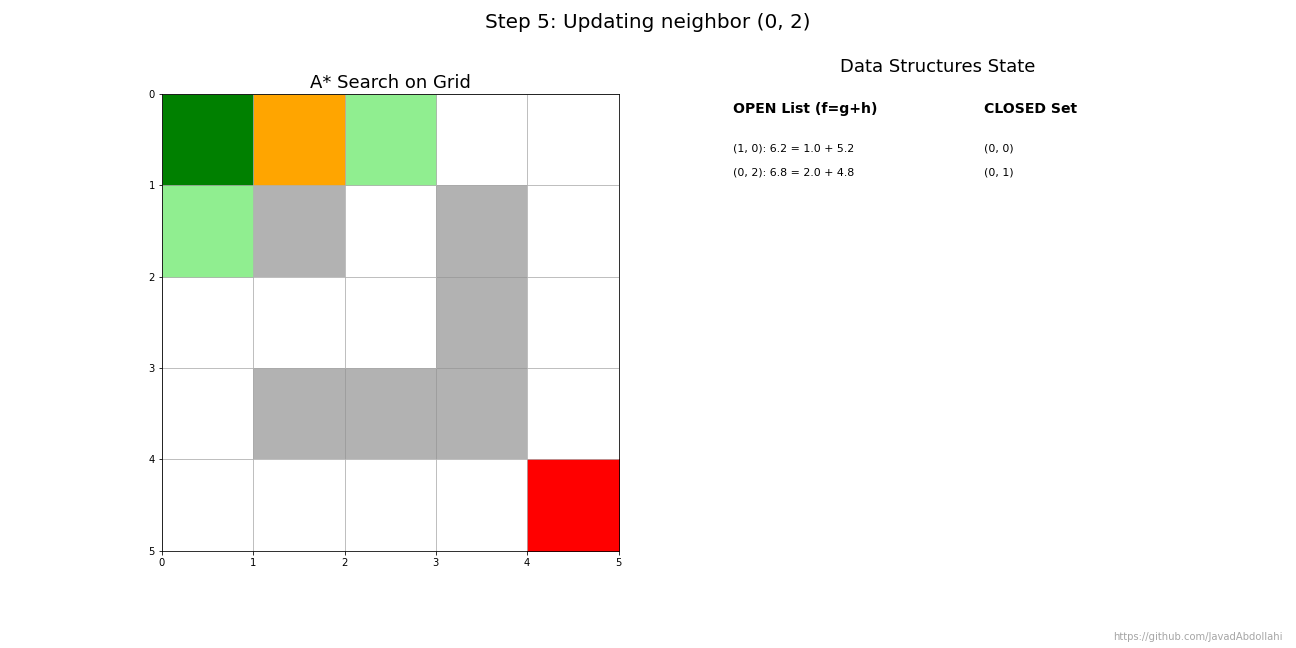 Step 5: Updating neighbor (0, 2)
A* Search on Grid
Data Structures State
OPEN List (f=g+h)
CLOSED Set
(1, 0): 6.2 = 1.0 + 5.2
(0, 0)
(0, 2): 6.8 = 2.0 + 4.8
(0, 1)
0
1
2
3
4
5
0 1 2 3 4 5
https://github.com/JavadAbdollahi